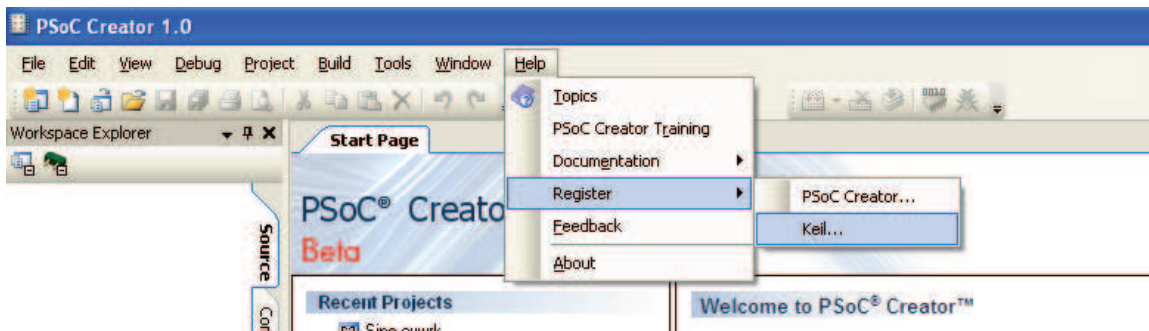 PSoC Creator 1.0
File Edit View Debug Project Build Tools Window Help
Workspace Explorer
Start Page
Topics
PSoC Creator Training
Documentation
Register
Feedback
About
PSoC Creator...
Keil...
PSoC® Creato
Beta
Source
Recent Projects
Welcome to PSoC® Creator™